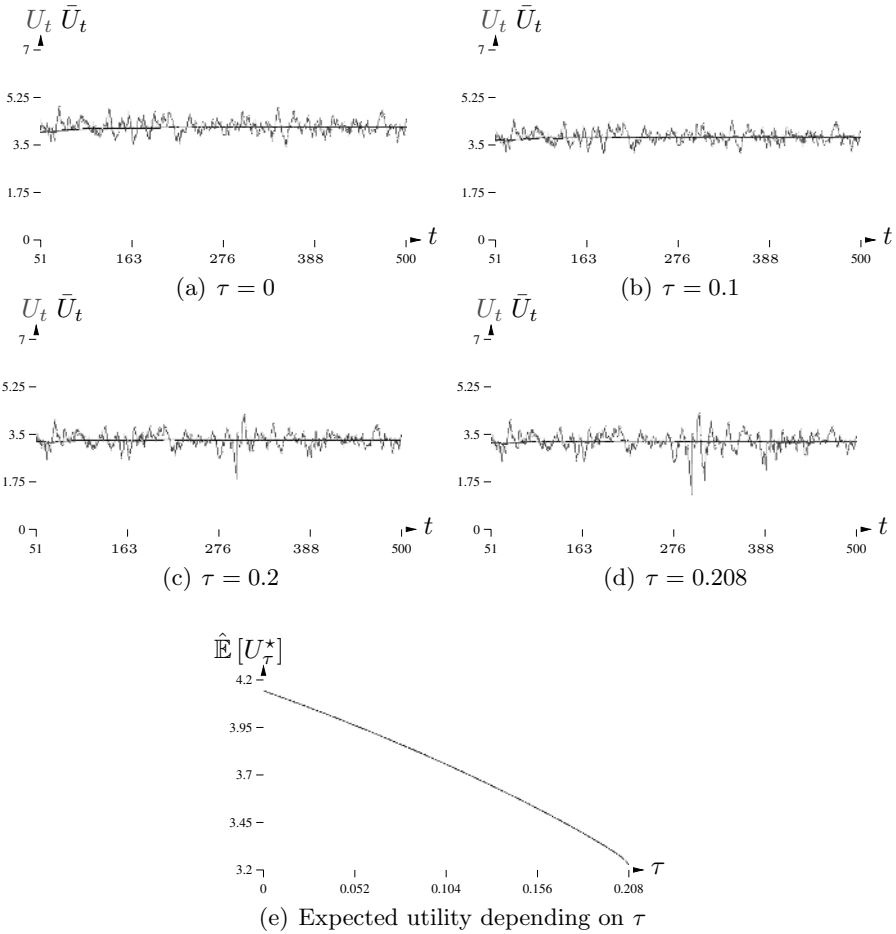 U_t Ū_t
7
5.25
3.5
1.75
0
51 163 276 388 500
t
(a) τ = 0
U_t Ū_t
7
5.25
3.5
1.75
0
51 163 276 388 500
t
(b) τ = 0.1
U_t Ū_t
7
5.25
3.5
1.75
0
51 163 276 388 500
t
(c) τ = 0.2
U_t Ū_t
7
5.25
3.5
1.75
0
51 163 276 388 500
t
(d) τ = 0.208
𝔼̂ [U_τ^⋆]
4.2
3.95
3.7
3.45
3.2
0 0.052 0.104 0.156 0.208
τ
(e) Expected utility depending on τ